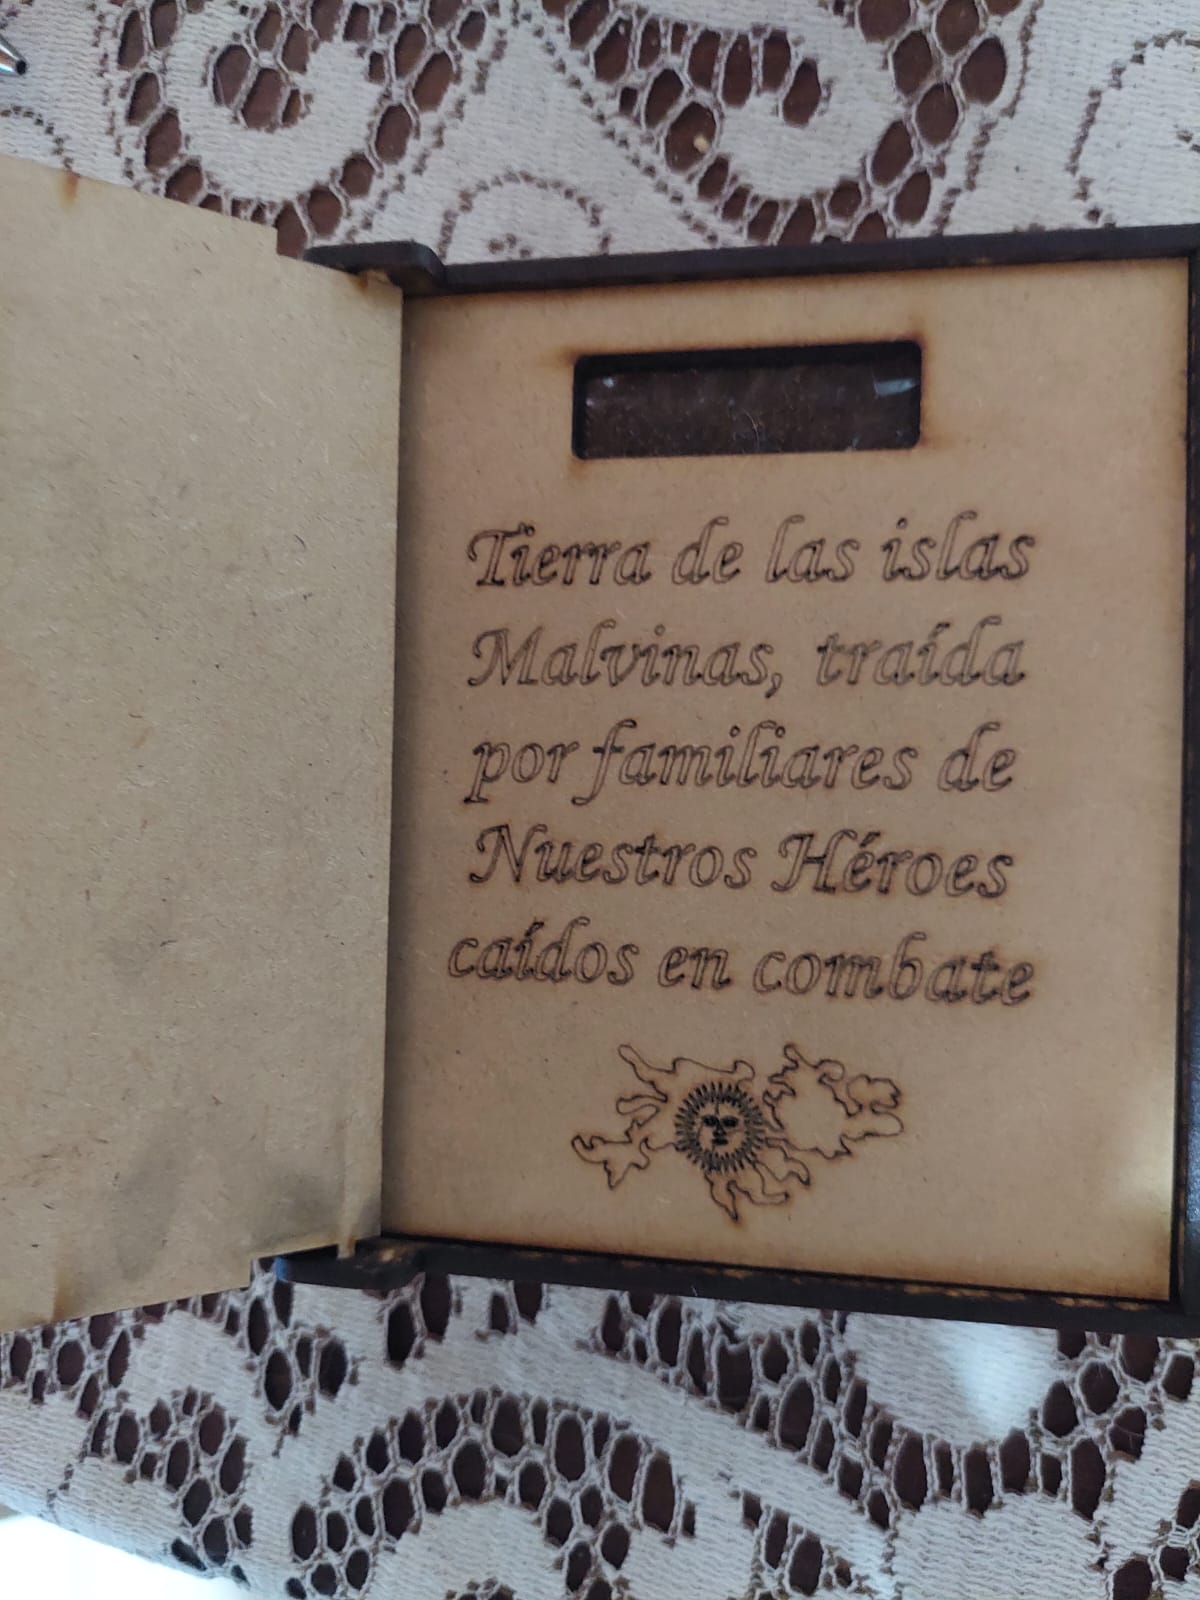 Tierra de las islas
Malvinas, traída
por familiares de
Nuestros Héroes
caídos en combate